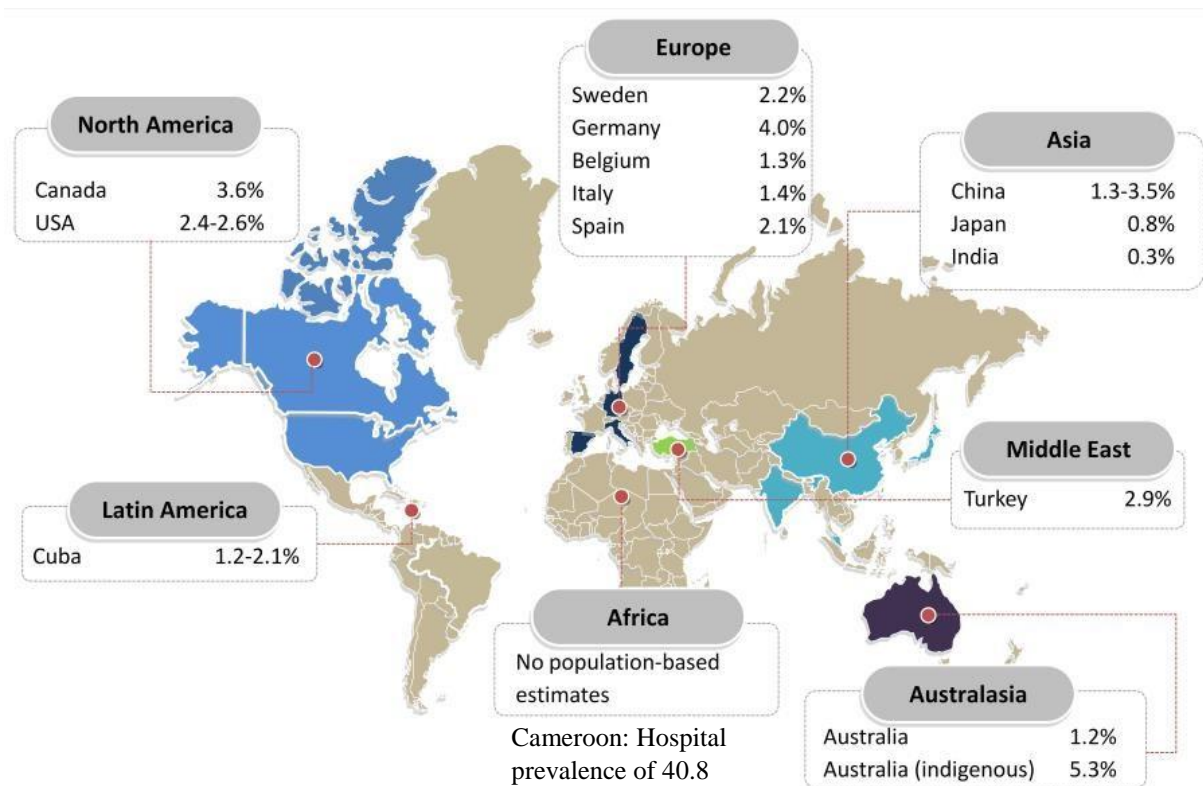 Europe
Sweden 2.2%
Germany 4.0%
Belgium 1.3%
Italy 1.4%
Spain 2.1%
North America
Canada 3.6%
USA 2.4-2.6%
Asia
China 1.3-3.5%
Japan 0.8%
India 0.3%
Middle East
Turkey 2.9%
Latin America
Cuba 1.2-2.1%
Africa
No population-based
estimates
Cameroon: Hospital
prevalence of 40.8
Australasia
Australia 1.2%
Australia (indigenous) 5.3%